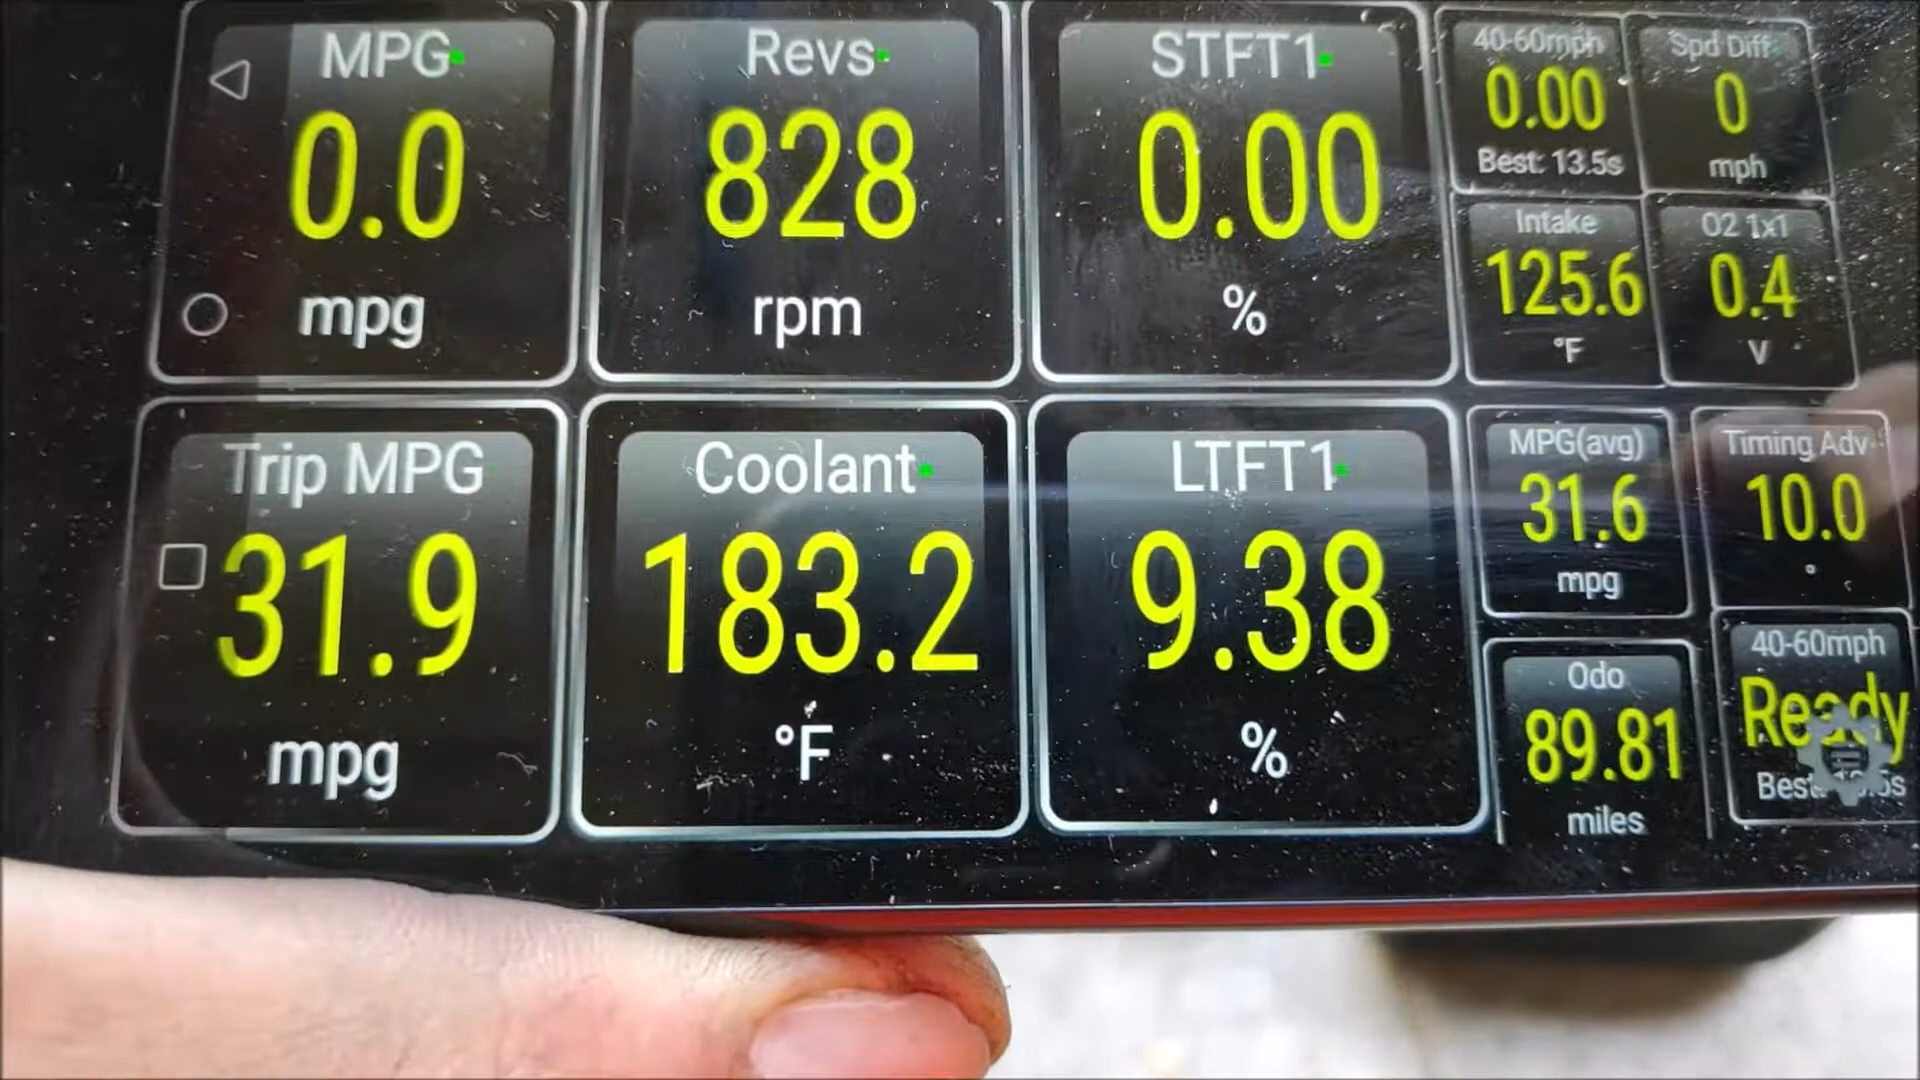 MPG
0.0
mpg
Revs
828
rpm
STFT1
0.00
%
40-60mph
0.00
Best: 13.5s
Spd Diff
0
mph
Intake
125.6
°F
O2 1x1
0.4
V
Trip MPG
31.9
mpg
Coolant
183.2
°F
LTFT1
9.38
%
MPG(avg)
31.6
mpg
Timing Adv
10.0
°
Odo
89.81
miles
40-60mph
Ready
Best: